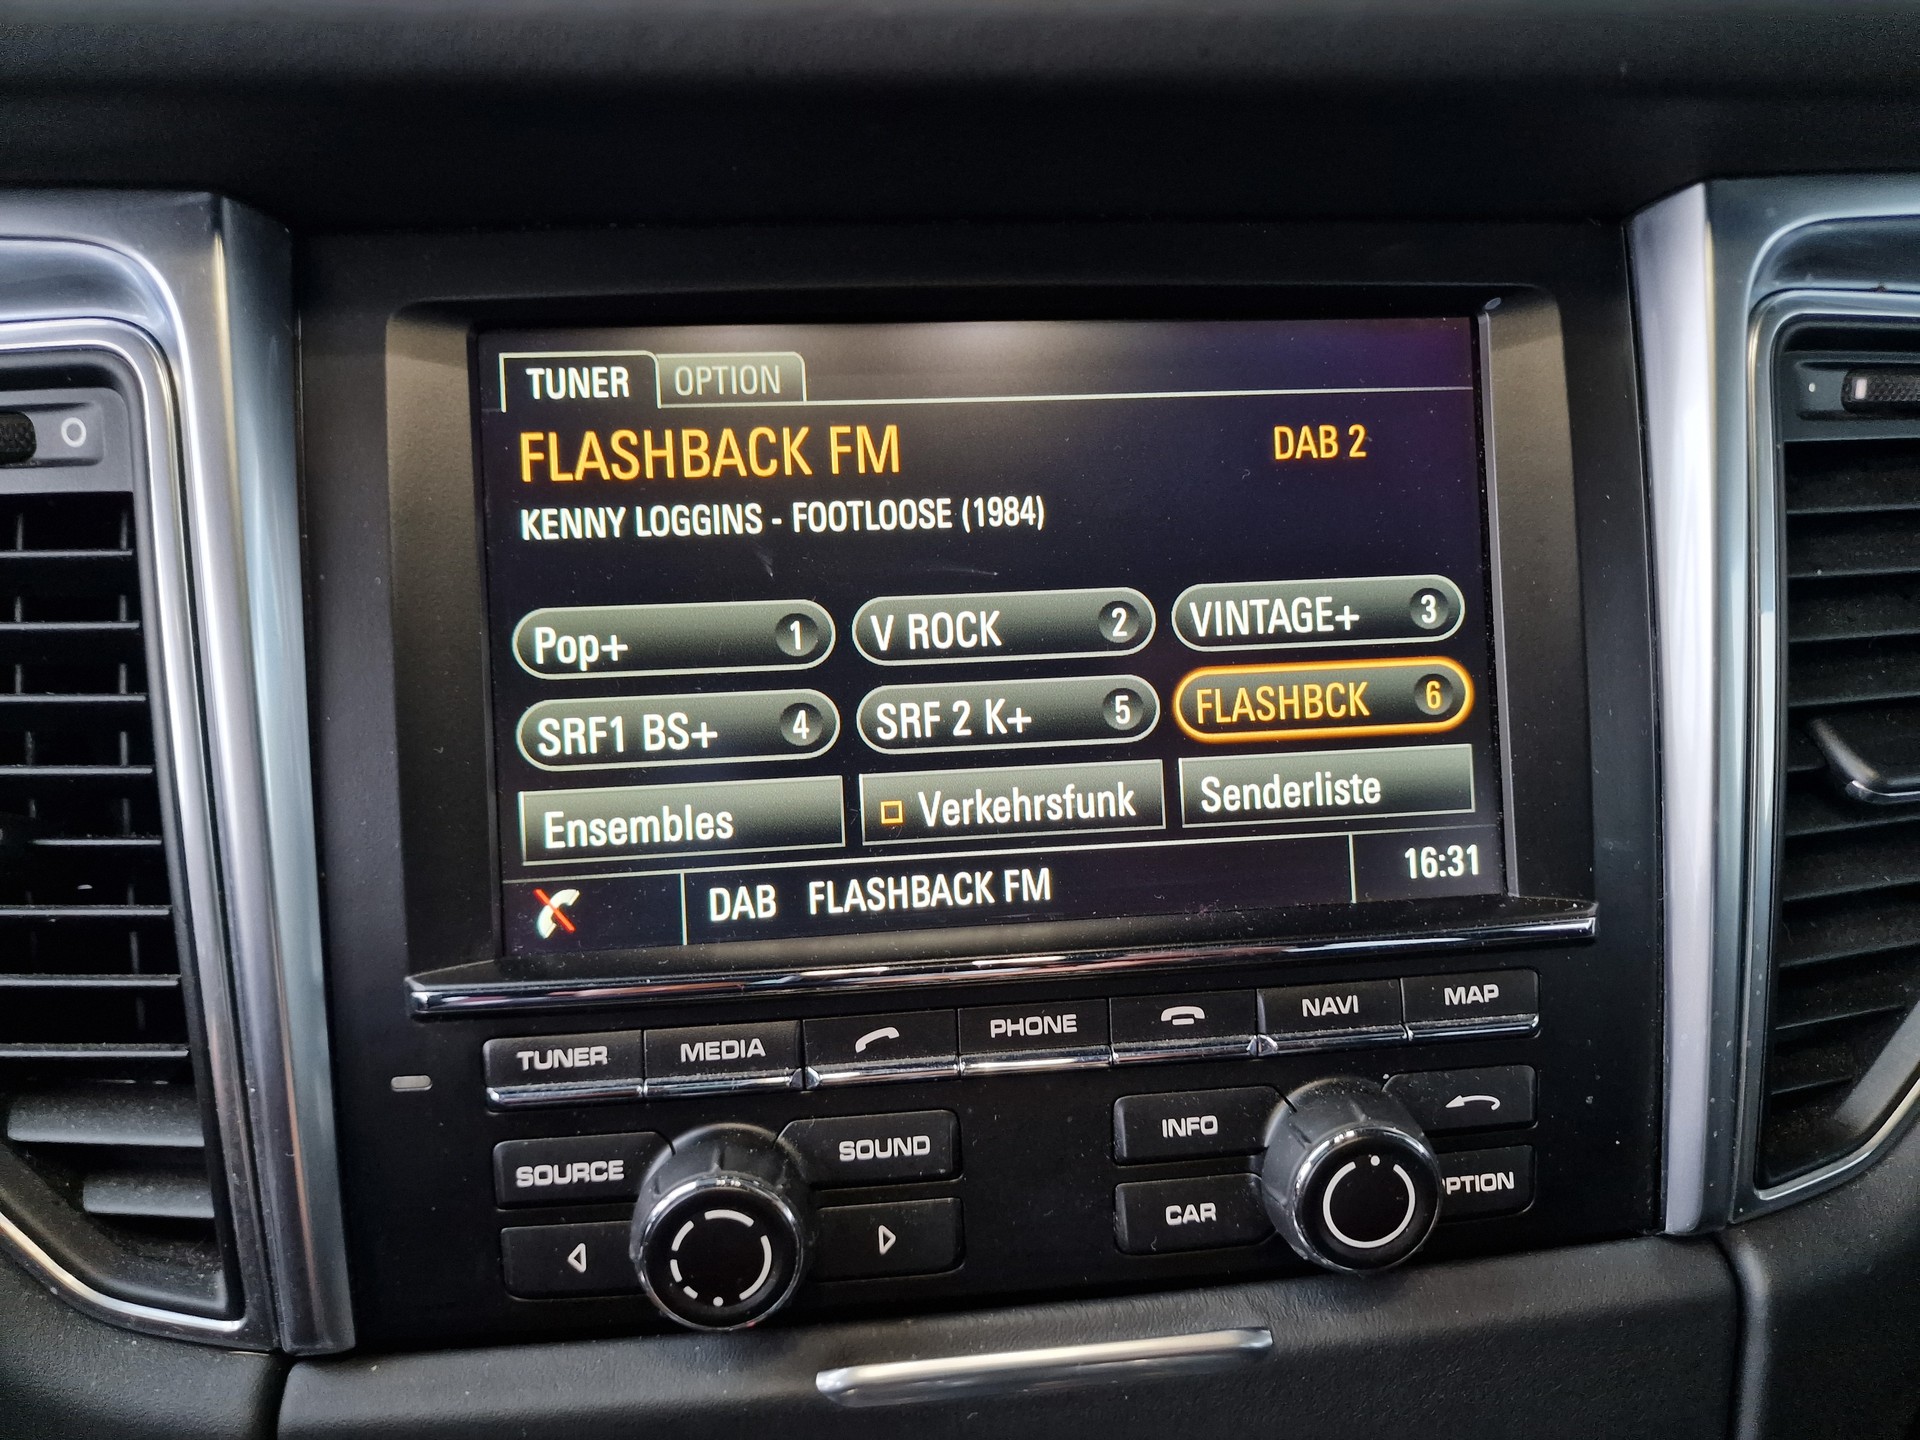 TUNER OPTION
FLASHBACK FM DAB 2
KENNY LOGGINS - FOOTLOOSE (1984)
Pop+ 1 V ROCK 2 VINTAGE+ 3
SRF1 BS+ 4 SRF 2 K+ 5 FLASHBCK 6
Ensembles Verkehrsfunk Senderliste
DAB FLASHBACK FM 16:31
TUNER MEDIA PHONE NAVI MAP
SOURCE SOUND INFO
CAR PTION